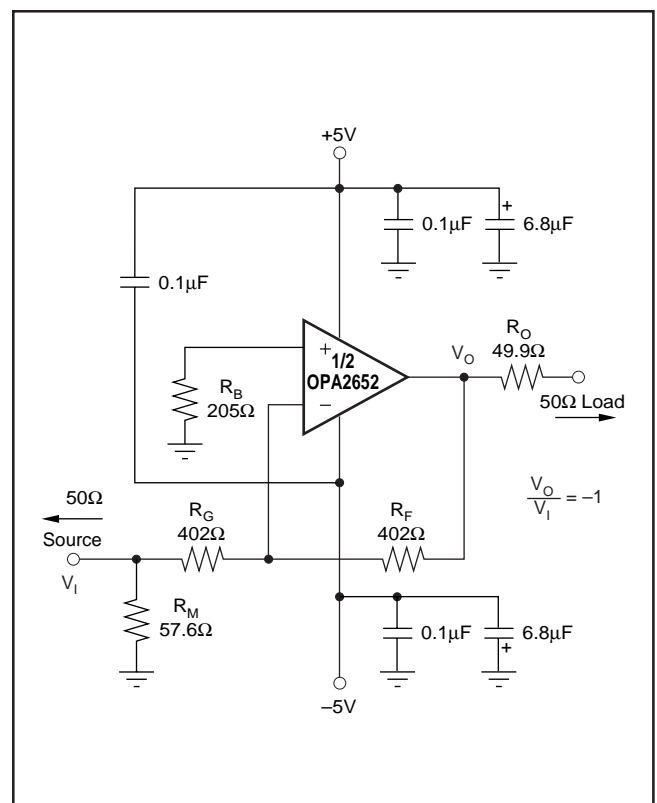 +5V
0.1µF
+
6.8µF
0.1µF
+
1/2
OPA2652
–
V_O
R_O
49.9Ω
50Ω Load
R_B
205Ω
V_O
V_I
= –1
50Ω
Source
V_I
R_G
402Ω
R_F
402Ω
R_M
57.6Ω
0.1µF
6.8µF
+
–5V